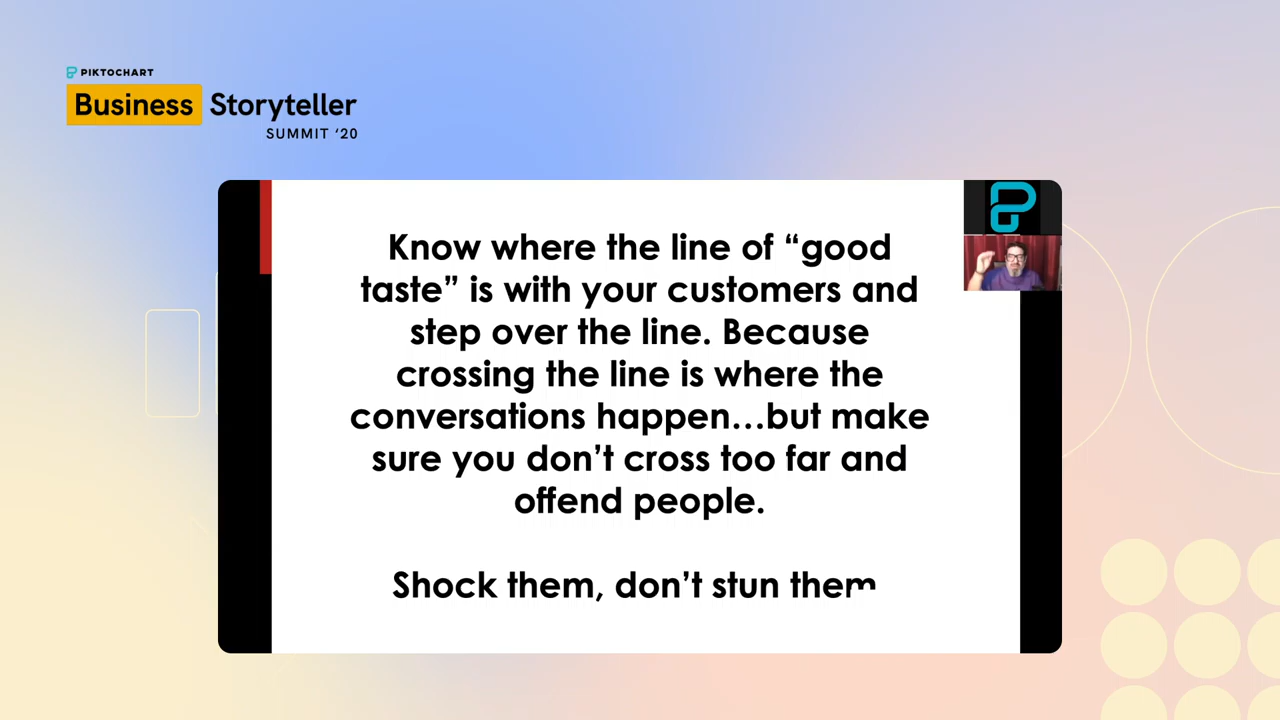 PIKTOCHART
Business Storyteller
SUMMIT ‘20
Know where the line of “good
taste” is with your customers and
step over the line. Because
crossing the line is where the
conversations happen…but make
sure you don’t cross too far and
offend people.
Shock them, don’t stun them